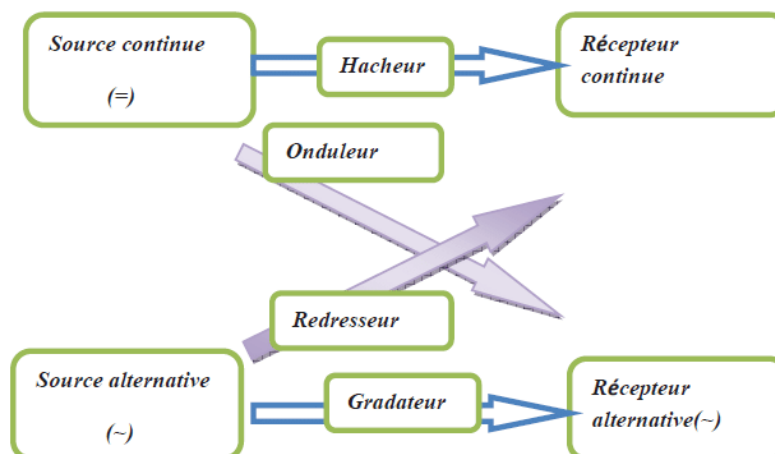 Source continue
(=)
Hacheur
Récepteur
continue
Onduleur
Redresseur
Source alternative
(~)
Gradateur
Récepteur
alternative(~)